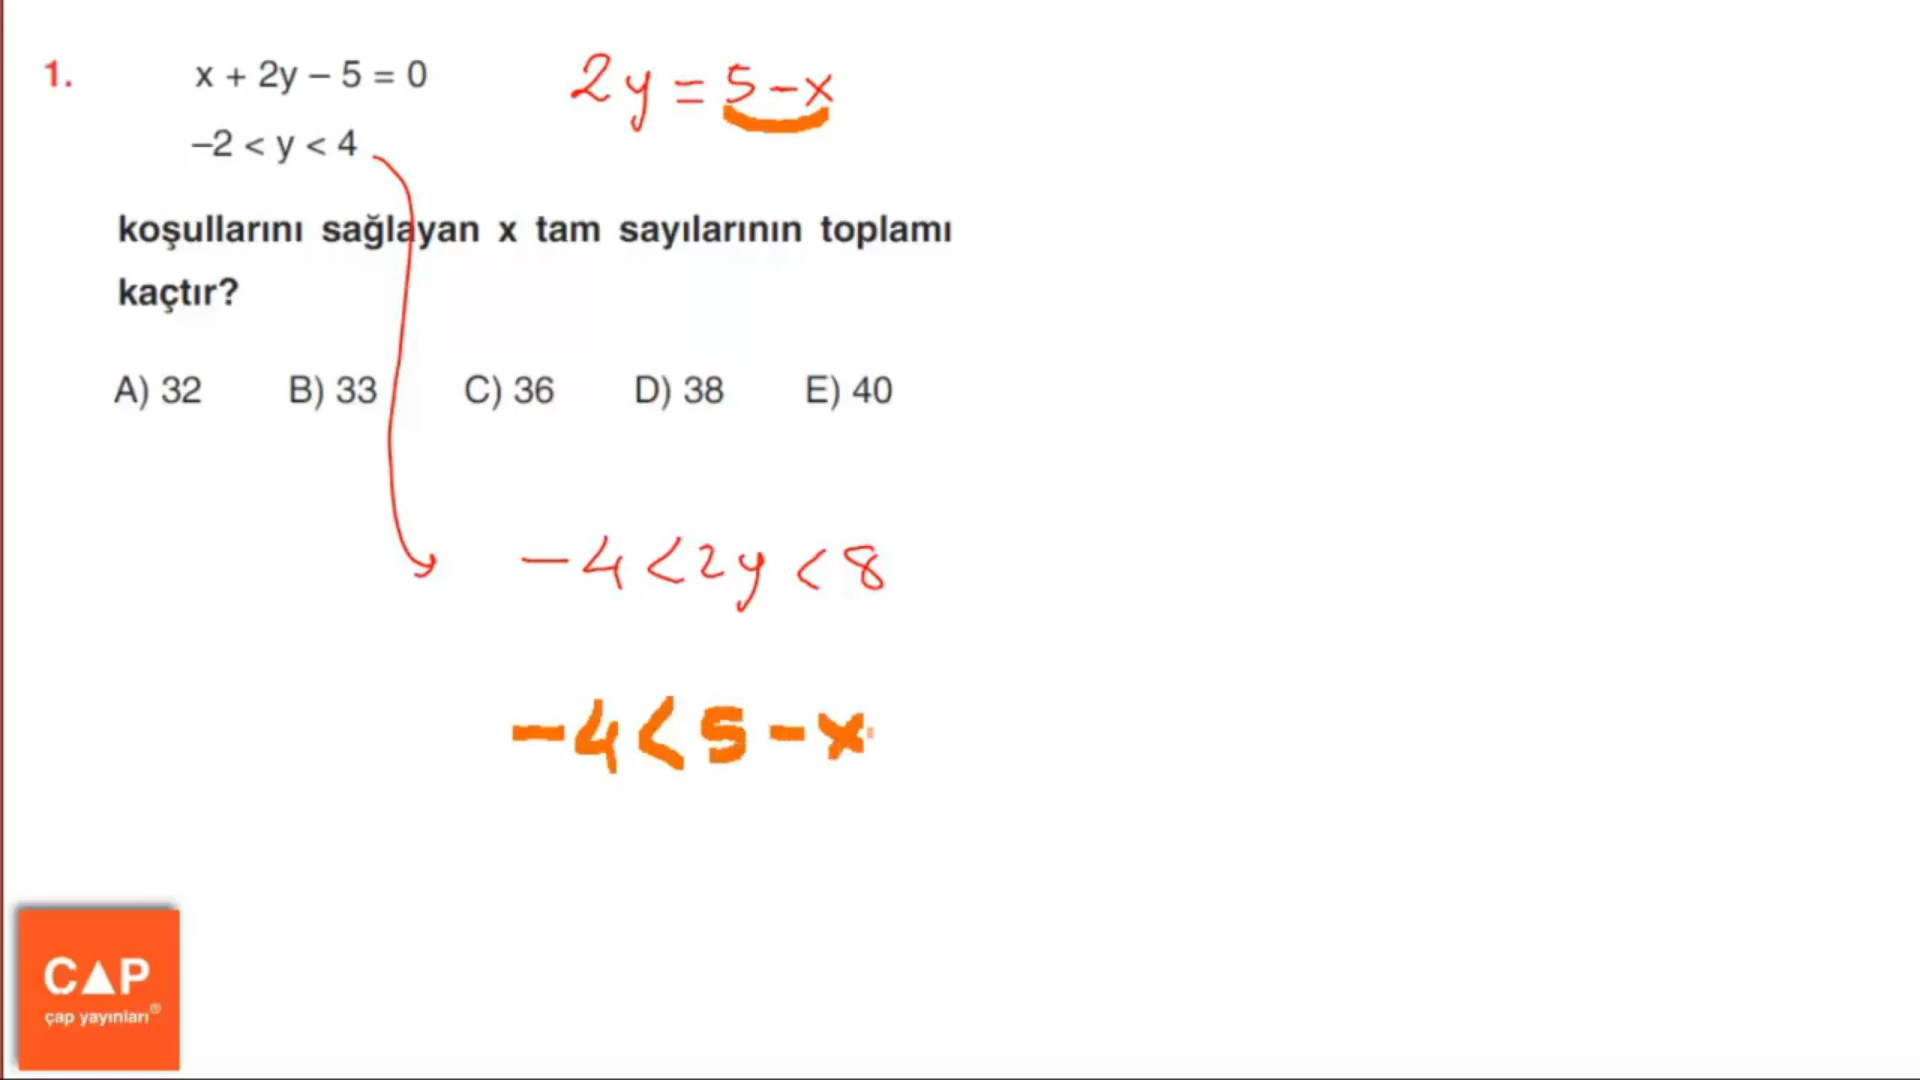 1. x + 2y – 5 = 0
2y = 5 - x
–2 < y < 4
koşullarını sağlayan x tam sayılarının toplamı
kaçtır?
A) 32 B) 33 C) 36 D) 38 E) 40
- 4 < 2y < 8
- 4 < 5 - x
CAP
çap yayınları®